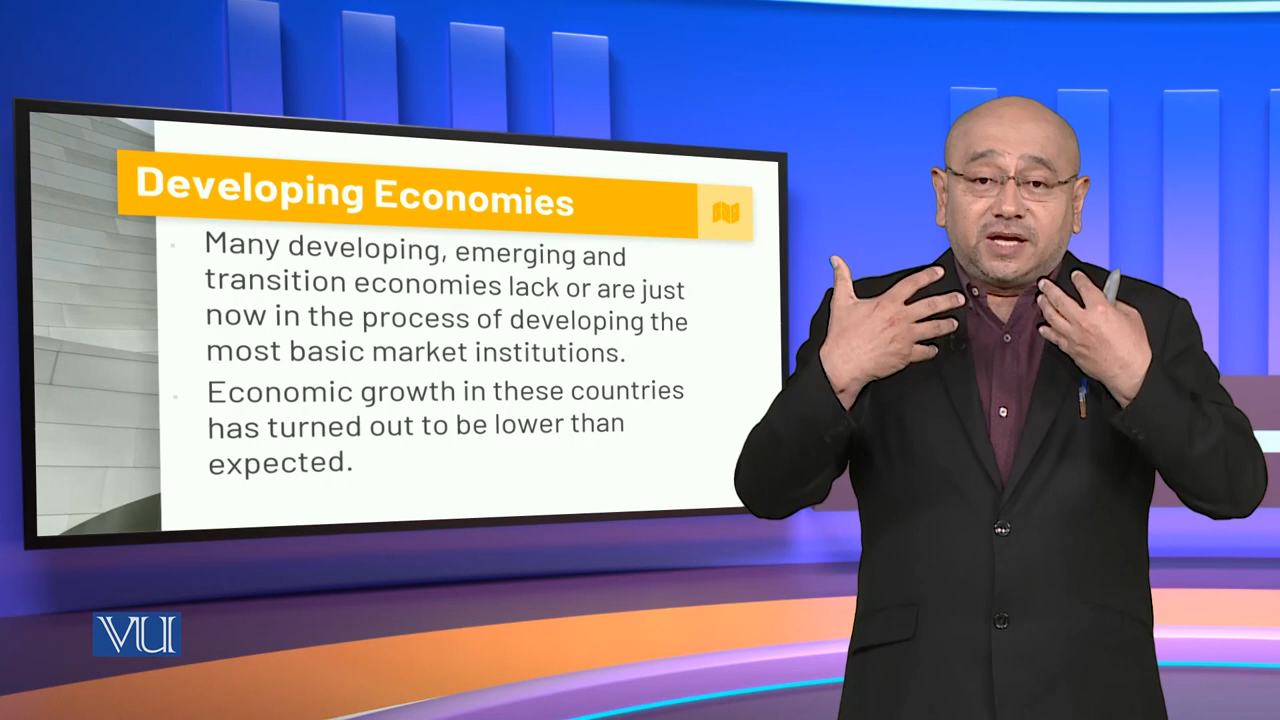 Developing Economies
Many developing, emerging and
transition economies lack or are just
now in the process of developing the
most basic market institutions.
Economic growth in these countries
has turned out to be lower than
expected.
VU